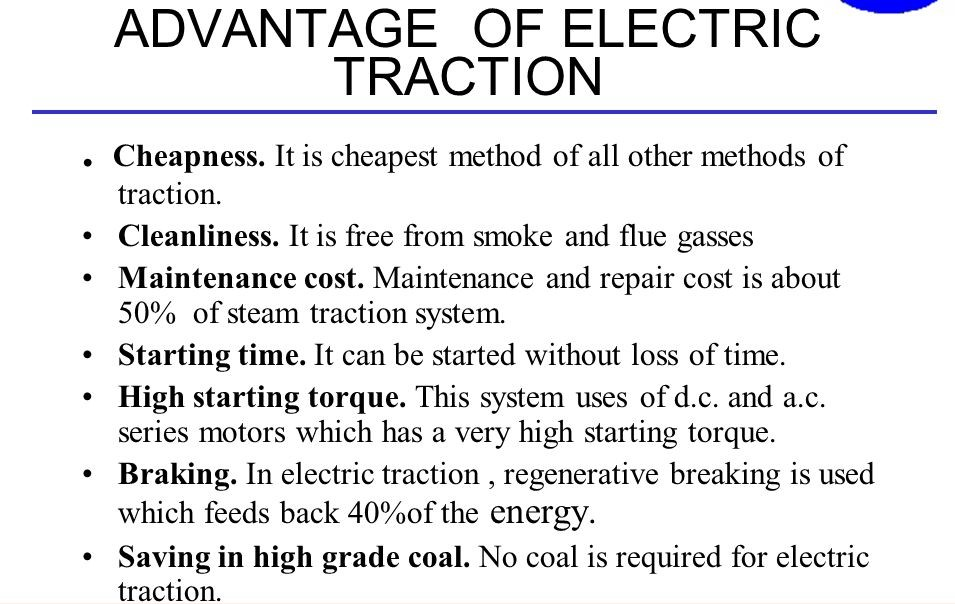 ADVANTAGE OF ELECTRIC
TRACTION
• Cheapness. It is cheapest method of all other methods of
traction.
• Cleanliness. It is free from smoke and flue gasses
• Maintenance cost. Maintenance and repair cost is about
50% of steam traction system.
• Starting time. It can be started without loss of time.
• High starting torque. This system uses of d.c. and a.c.
series motors which has a very high starting torque.
• Braking. In electric traction , regenerative breaking is used
which feeds back 40%of the energy.
• Saving in high grade coal. No coal is required for electric
traction.